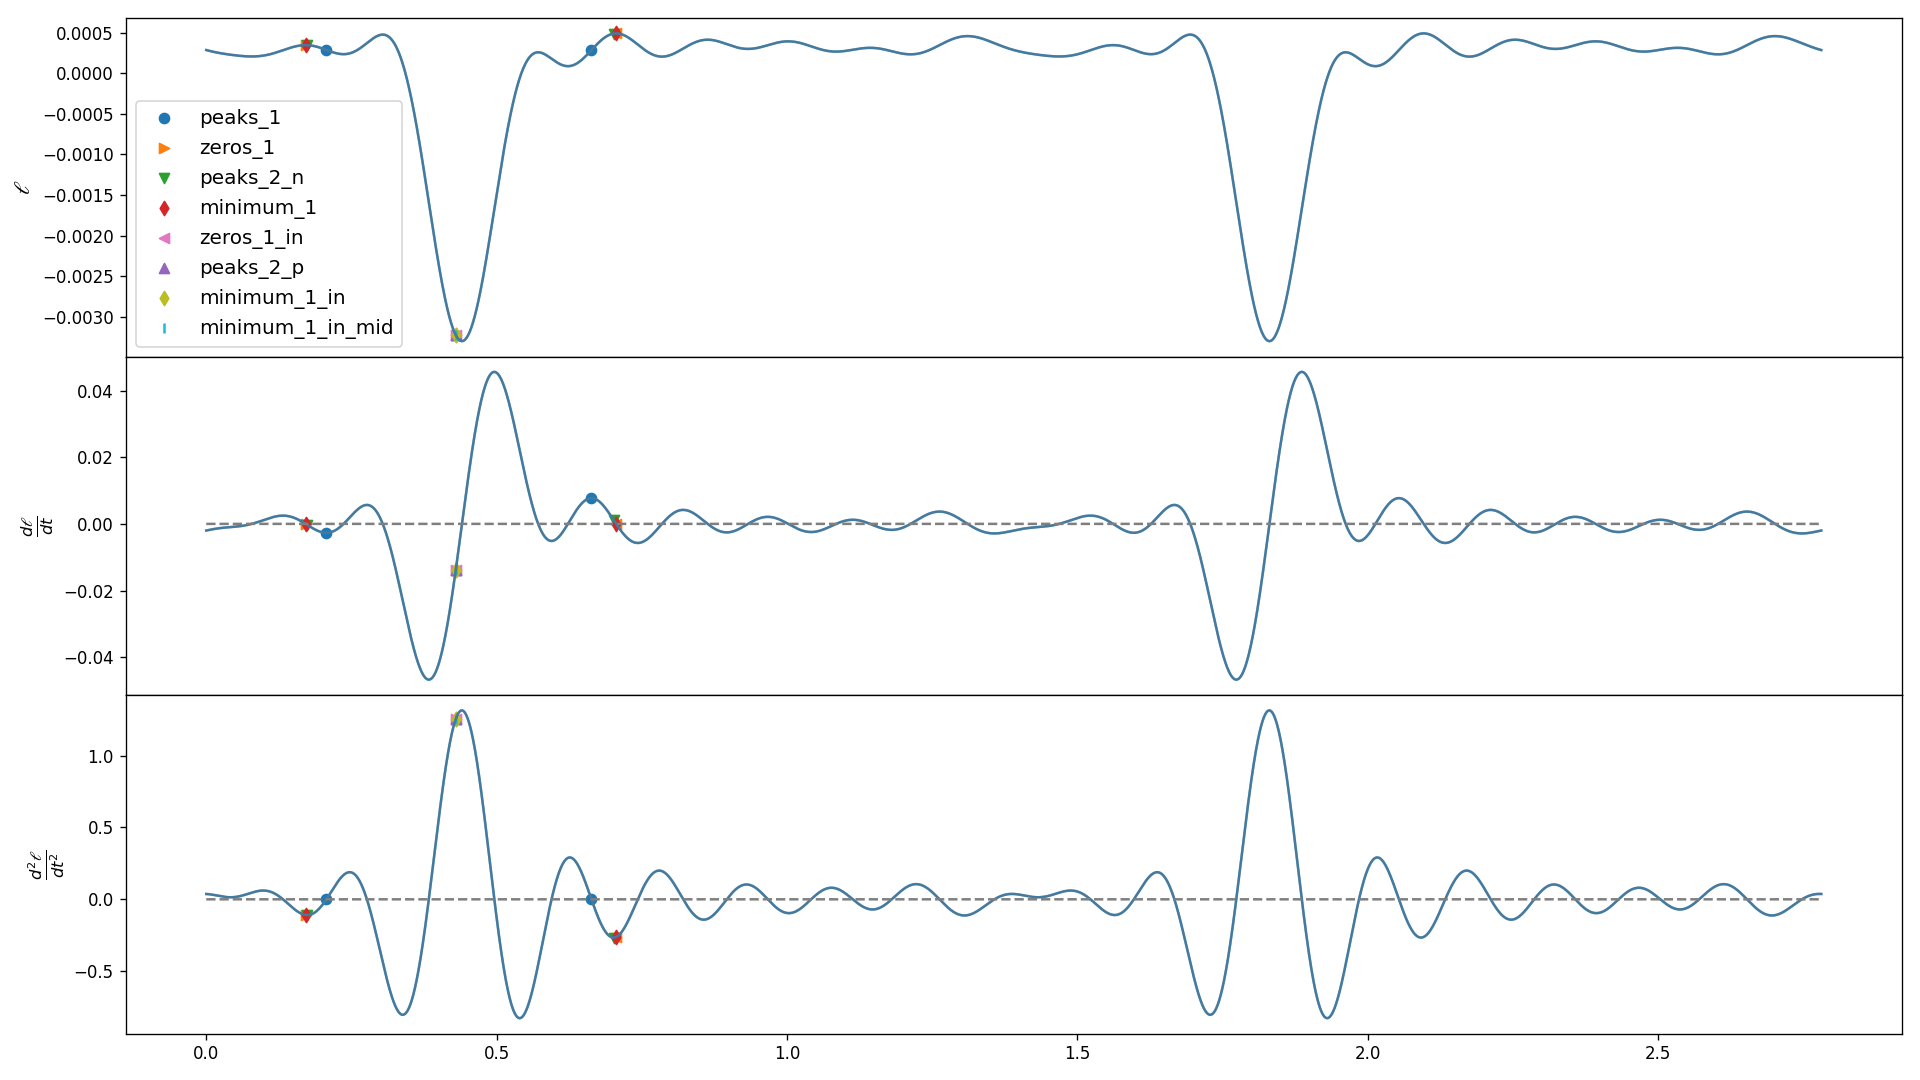 0.0005
0.0000
−0.0005
−0.0010
−0.0015
−0.0020
−0.0025
−0.0030
ℓ
peaks_1
zeros_1
peaks_2_n
minimum_1
zeros_1_in
peaks_2_p
minimum_1_in
minimum_1_in_mid
0.04
0.02
0.00
−0.02
−0.04
dℓ
dt
1.0
0.5
0.0
−0.5
d²ℓ
dt²
0.0 0.5 1.0 1.5 2.0 2.5